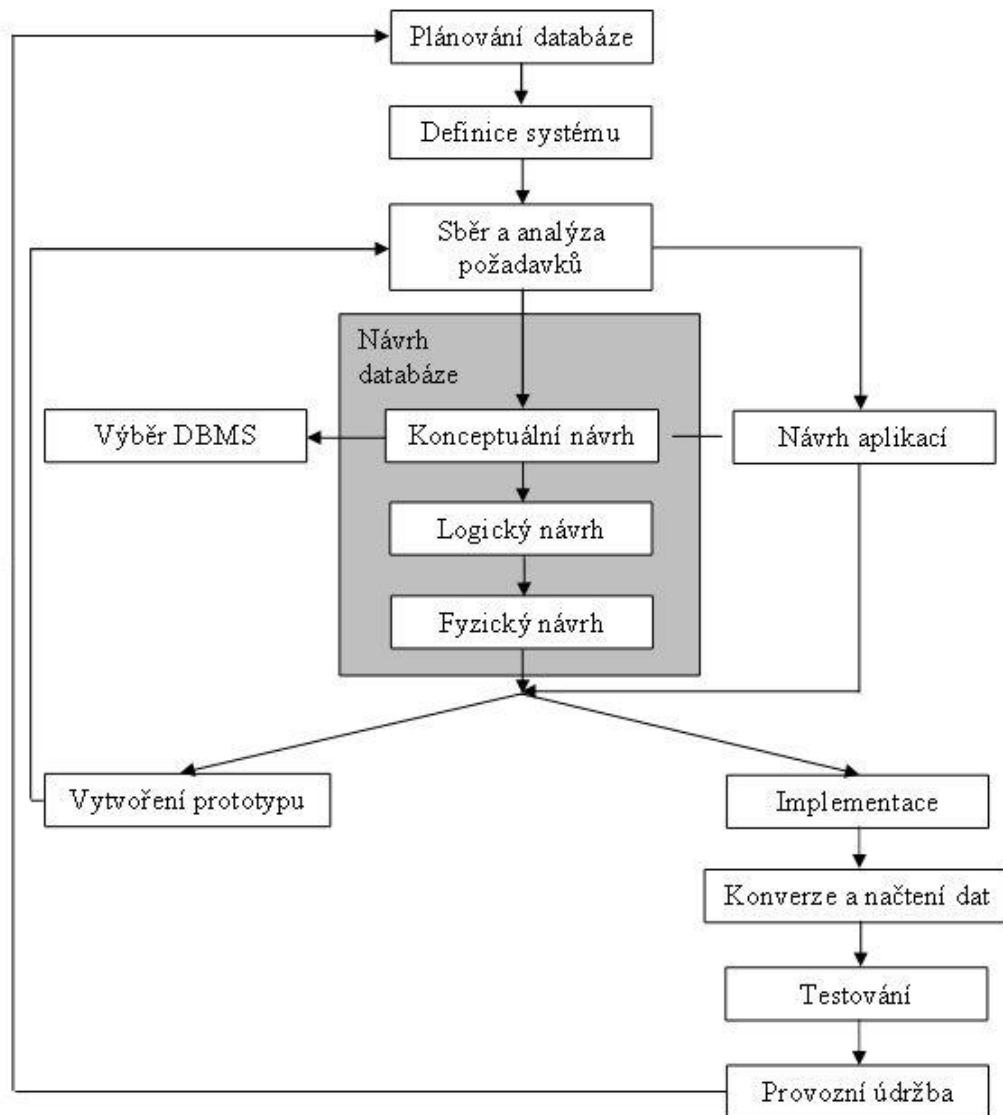 Plánování databáze
Definice systému
Sběr a analýza
požadavků
Návrh
databáze
Výběr DBMS
Konceptuální návrh
Návrh aplikací
Logický návrh
Fyzický návrh
Vytvoření prototypu
Implementace
Konverze a načtení dat
Testování
Provozní údržba